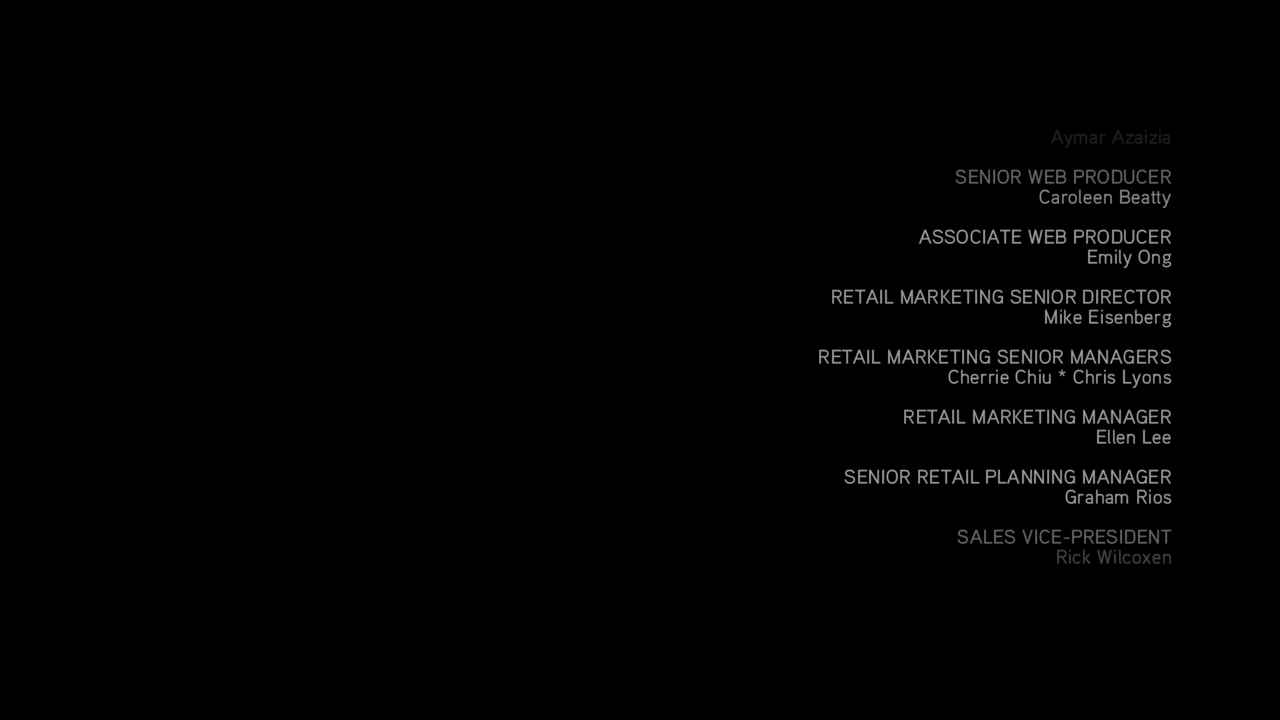 Aymar Azaizia
SENIOR WEB PRODUCER
Caroleen Beatty
ASSOCIATE WEB PRODUCER
Emily Ong
RETAIL MARKETING SENIOR DIRECTOR
Mike Eisenberg
RETAIL MARKETING SENIOR MANAGERS
Cherrie Chiu * Chris Lyons
RETAIL MARKETING MANAGER
Ellen Lee
SENIOR RETAIL PLANNING MANAGER
Graham Rios
SALES VICE-PRESIDENT
Rick Wilcoxen